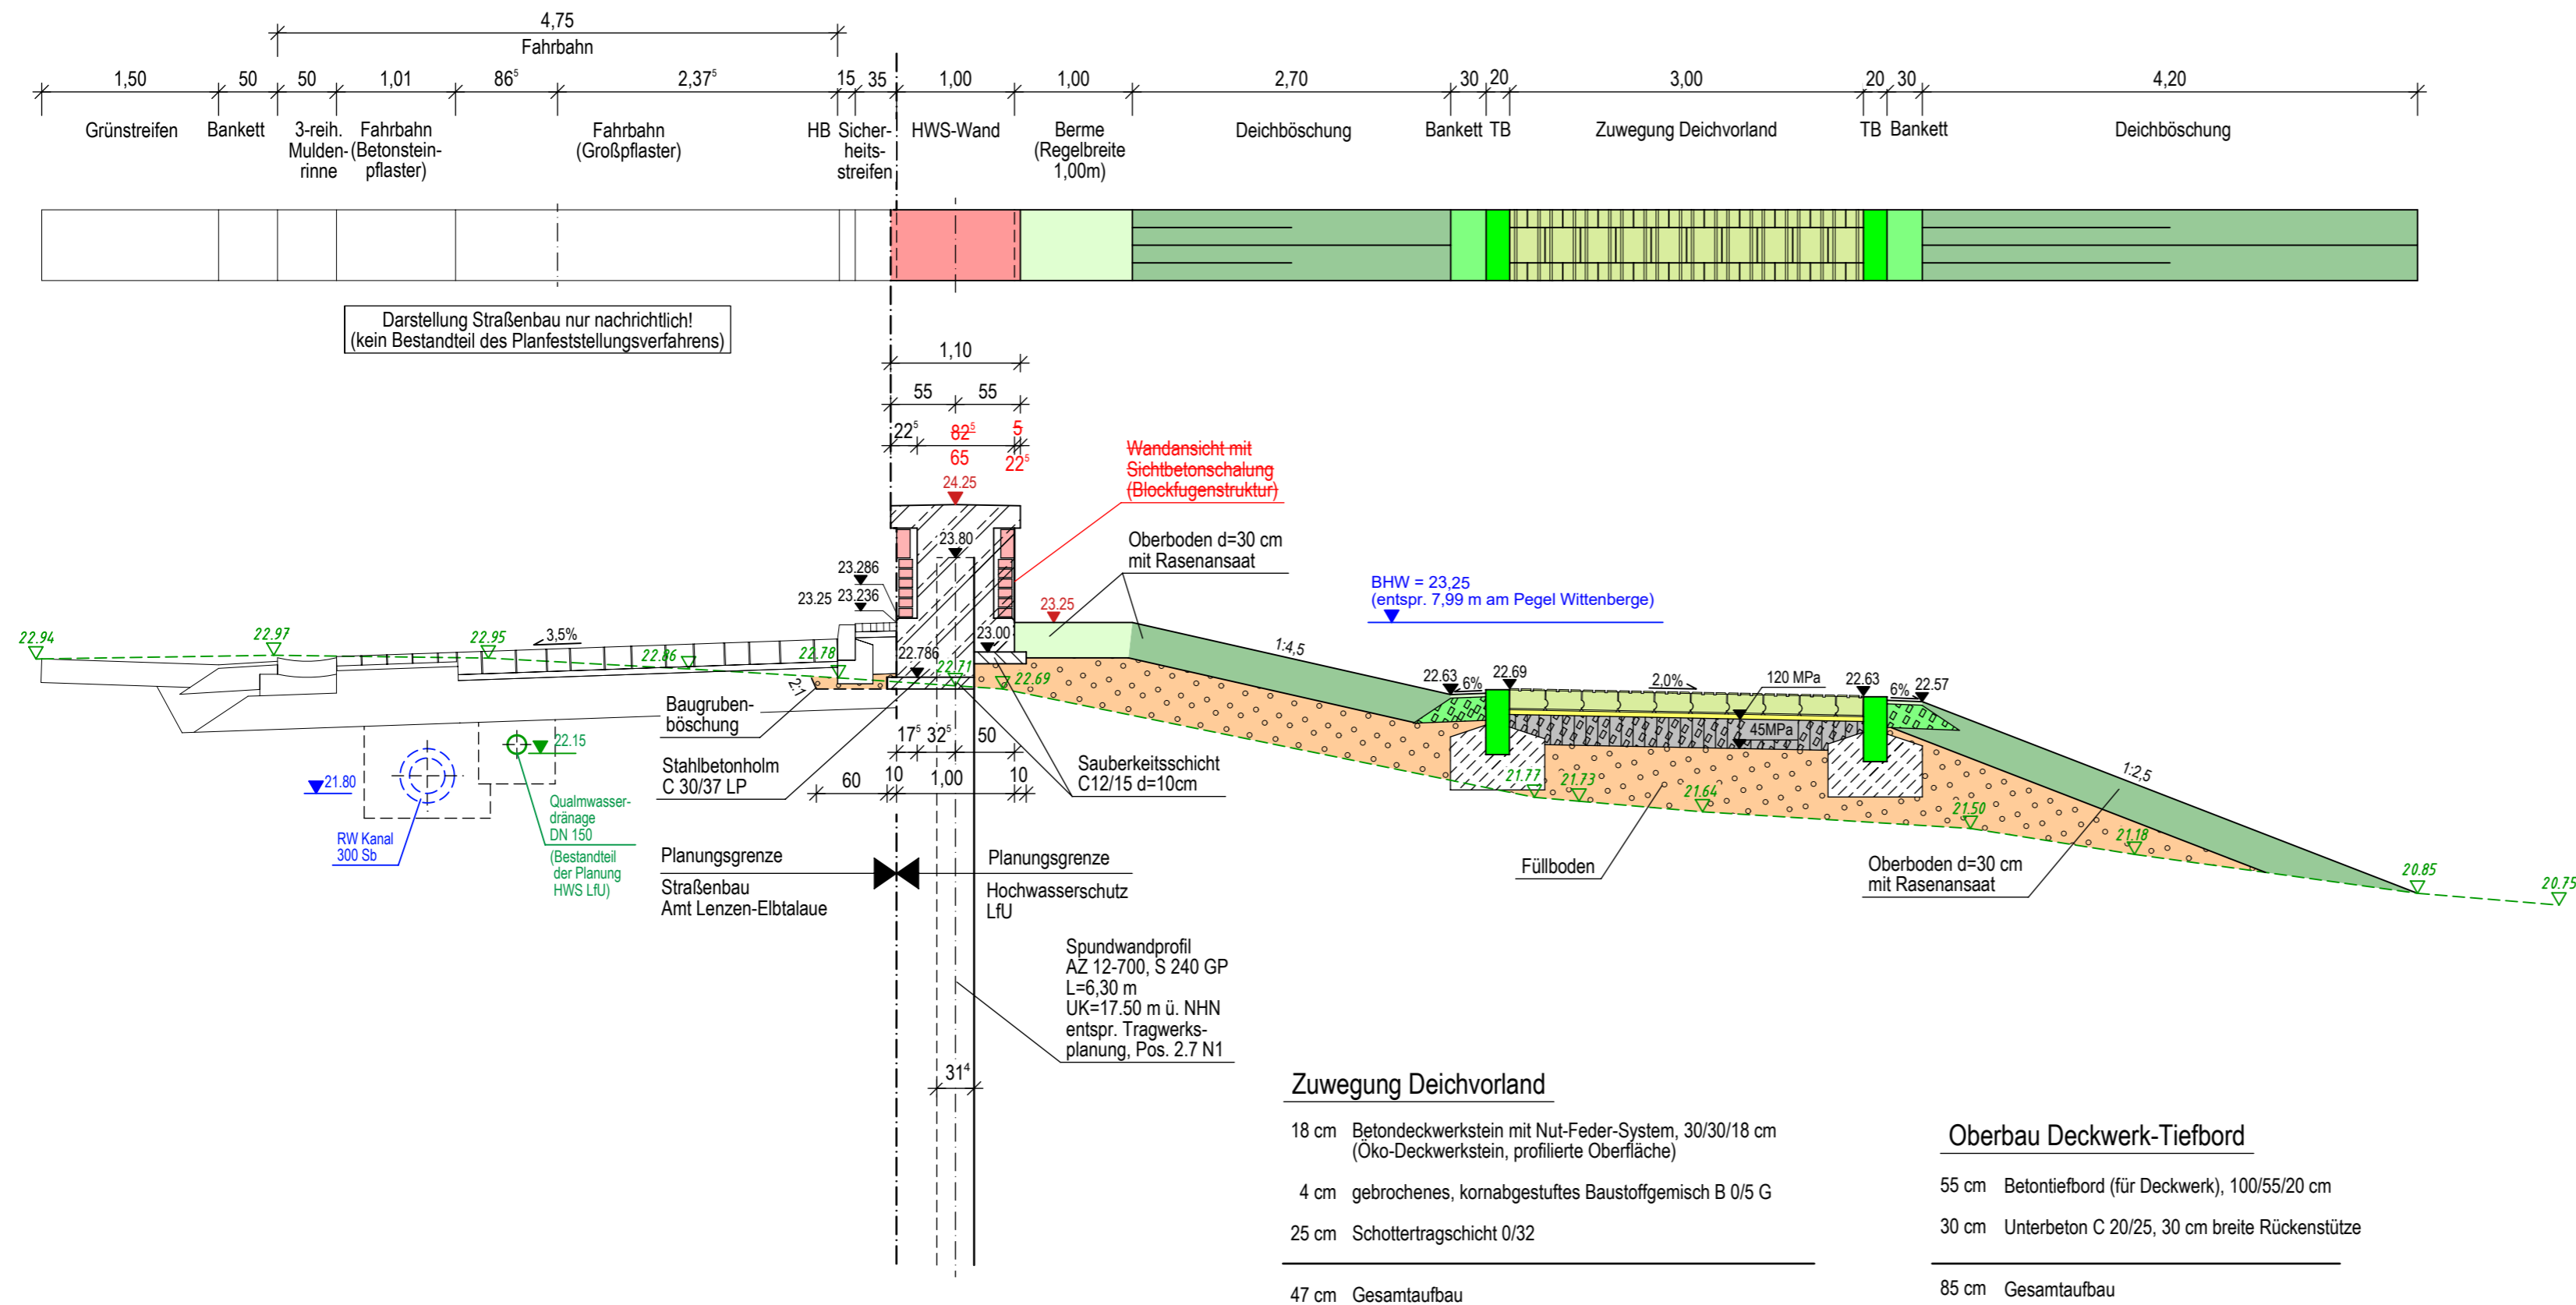 4,75
Fahrbahn
1,50 50 50 1,01 86⁵ 2,37⁵ 15 35 1,00 1,00 2,70 30 20 3,00 20 30 4,20
Grünstreifen
Bankett
3-reih.
Mulden-
rinne
Fahrbahn
(Betonstein-
pflaster)
Fahrbahn
(Großpflaster)
HB
Sicher-
heits-
streifen
HWS-Wand
Berme
(Regelbreite
1,00m)
Deichböschung
Bankett
TB
Zuwegung Deichvorland
TB
Bankett
Deichböschung
Darstellung Straßenbau nur nachrichtlich!
(kein Bestandteil des Planfeststellungsverfahrens)
1,10
55 55
22⁵ 82⁵ 5
65 22⁵
24.25
Wandansicht mit
Sichtbetonschalung
(Blockfugenstruktur)
23.80
Oberboden d=30 cm
mit Rasenansaat
23.286
23.25 23.236
23.25
BHW = 23,25
(entspr. 7,99 m am Pegel Wittenberge)
22.94
22.97
22.95
3,5%
22.86
22.78
2:1
22.786
22.71
23.00
22.69
1:4,5
22.63
6%
22.69
2,0%
120 MPa
45MPa
22.63
6%
22.57
1:2,5
Baugruben-
böschung
Stahlbetonholm
C 30/37 LP
17⁵ 32⁵ 50
60 10 1,00 10
Sauberkeitsschicht
C12/15 d=10cm
22.15
21.80
RW Kanal
300 Sb
Qualmwasser-
dränage
DN 150
(Bestandteil
der Planung
HWS LfU)
21.77
21.73
21.64
21.50
21.18
20.85
20.75
Füllboden
Oberboden d=30 cm
mit Rasenansaat
Planungsgrenze
Straßenbau
Amt Lenzen-Elbtalaue
Planungsgrenze
Hochwasserschutz
LfU
Spundwandprofil
AZ 12-700, S 240 GP
L=6,30 m
UK=17.50 m ü. NHN
entspr. Tragwerks-
planung, Pos. 2.7 N1
31⁴
Zuwegung Deichvorland
18 cm Betondeckwerkstein mit Nut-Feder-System, 30/30/18 cm
(Öko-Deckwerkstein, profilierte Oberfläche)
4 cm gebrochenes, kornabgestuftes Baustoffgemisch B 0/5 G
25 cm Schottertragschicht 0/32
47 cm Gesamtaufbau
Oberbau Deckwerk-Tiefbord
55 cm Betontiefbord (für Deckwerk), 100/55/20 cm
30 cm Unterbeton C 20/25, 30 cm breite Rückenstütze
85 cm Gesamtaufbau